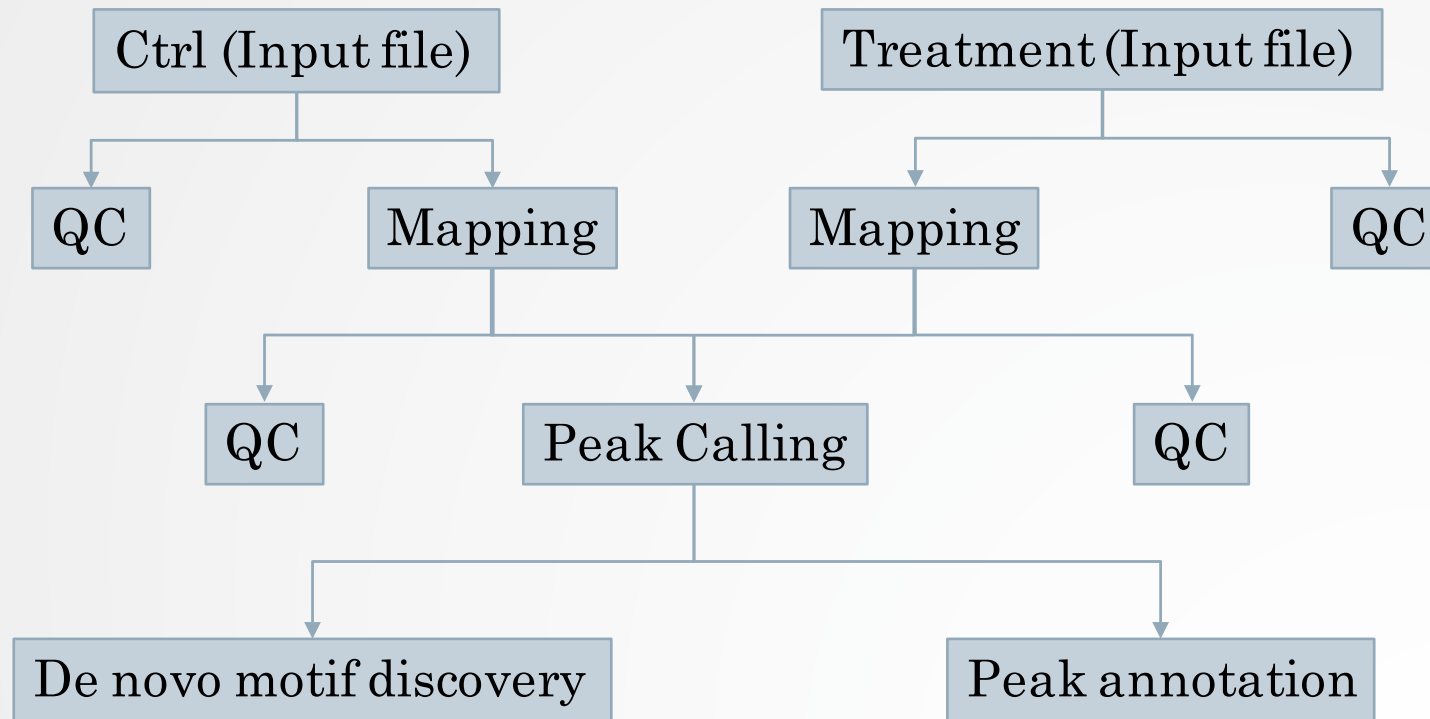 Ctrl (Input file)
Treatment (Input file)
QC
Mapping
Mapping
QC
QC
Peak Calling
QC
De novo motif discovery
Peak annotation